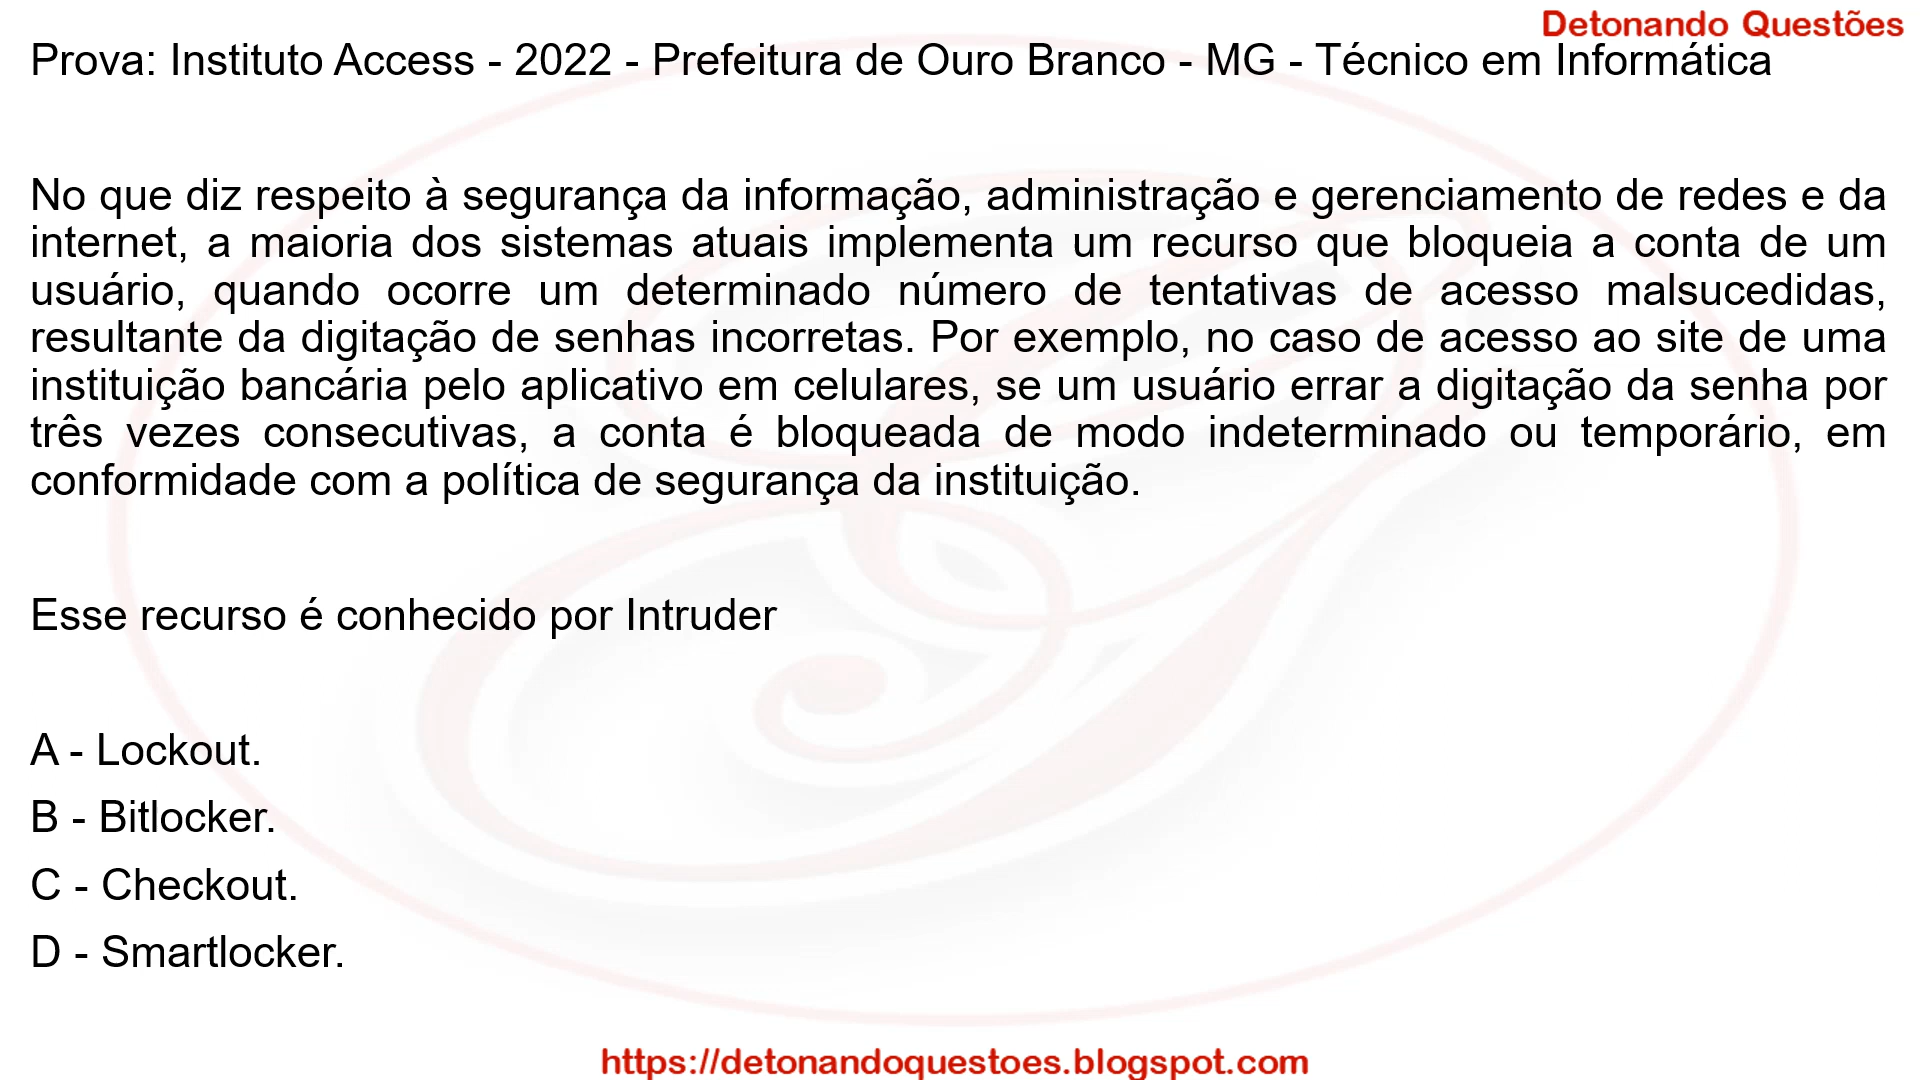 Detonando Questões
Prova: Instituto Access - 2022 - Prefeitura de Ouro Branco - MG - Técnico em Informática
No que diz respeito à segurança da informação, administração e gerenciamento de redes e da
internet, a maioria dos sistemas atuais implementa um recurso que bloqueia a conta de um
usuário, quando ocorre um determinado número de tentativas de acesso malsucedidas,
resultante da digitação de senhas incorretas. Por exemplo, no caso de acesso ao site de uma
instituição bancária pelo aplicativo em celulares, se um usuário errar a digitação da senha por
três vezes consecutivas, a conta é bloqueada de modo indeterminado ou temporário, em
conformidade com a política de segurança da instituição.
Esse recurso é conhecido por Intruder
A - Lockout.
B - Bitlocker.
C - Checkout.
D - Smartlocker.
https://detonandoquestoes.blogspot.com